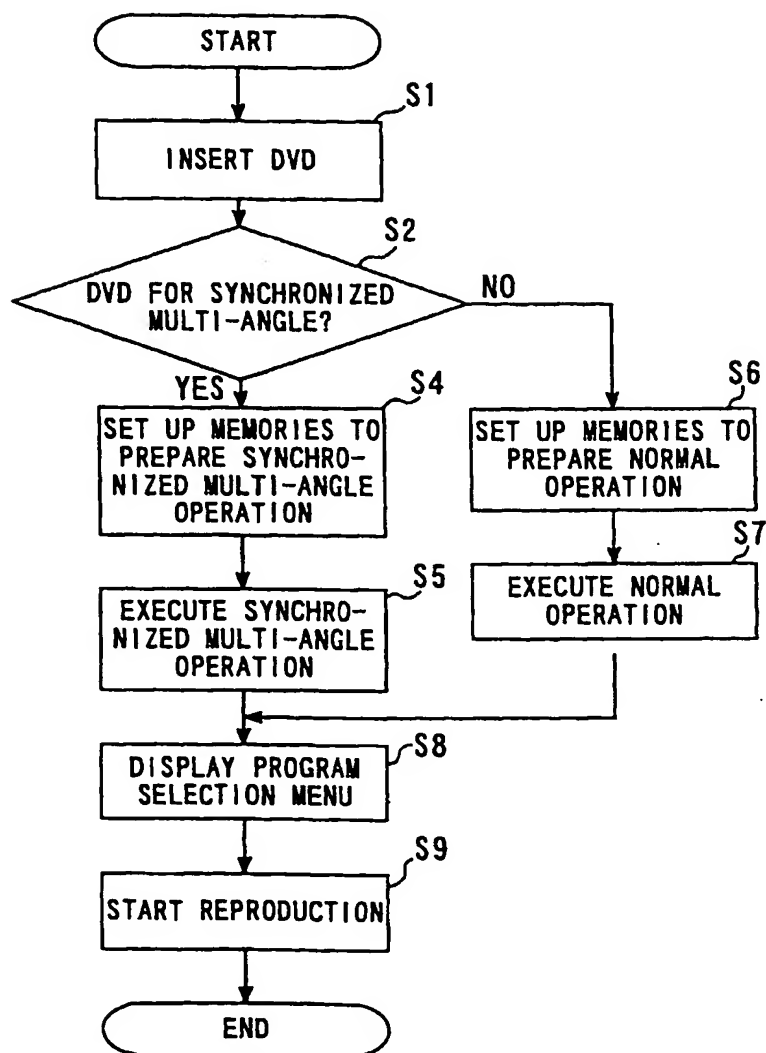 START
S1
INSERT DVD
S2
DVD FOR SYNCHRONIZED
MULTI-ANGLE?
NO
YES
S4
SET UP MEMORIES TO
PREPARE SYNCHRO-
NIZED MULTI-ANGLE
OPERATION
S6
SET UP MEMORIES TO
PREPARE NORMAL
OPERATION
S5
EXECUTE SYNCHRO-
NIZED MULTI-ANGLE
OPERATION
S7
EXECUTE NORMAL
OPERATION
S8
DISPLAY PROGRAM
SELECTION MENU
S9
START REPRODUCTION
END